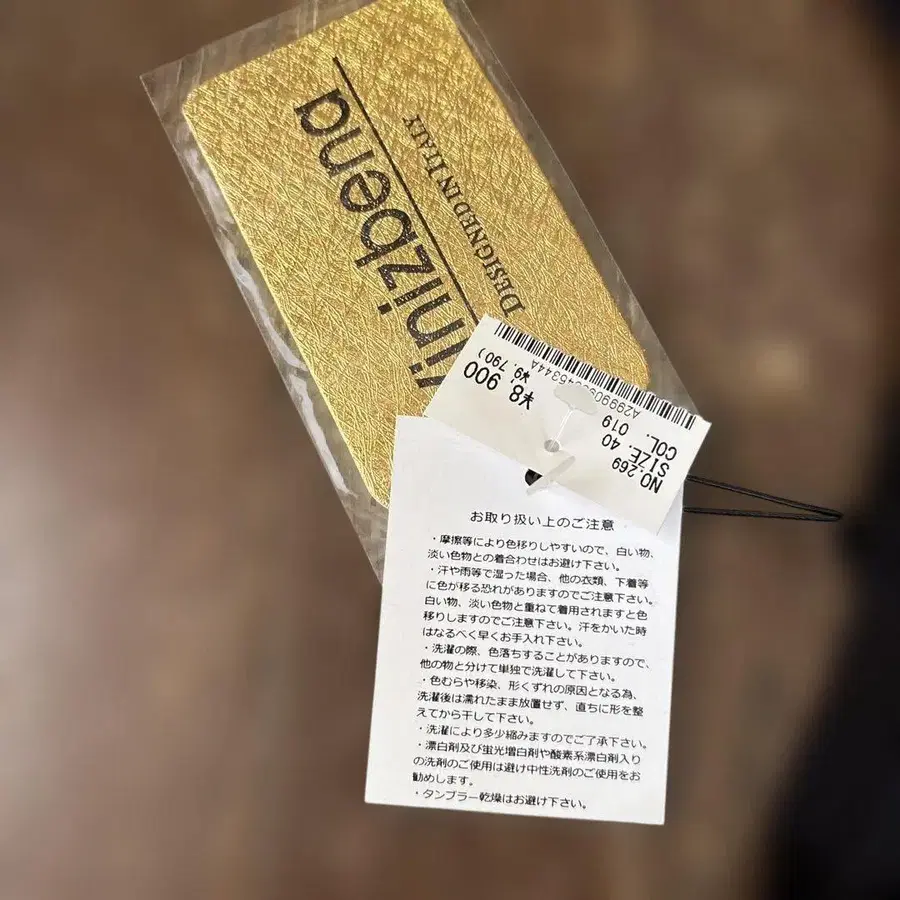 inizbena
DESIGNED IN ITALY
NO.269
SIZE. 40
COL. 019
¥8,900
(¥9,790)
お取り扱い上のご注意
・摩擦等により色移りしやすいので、白い物、
淡い色物との着合わせはお避け下さい。
・汗や雨等で湿った場合、他の衣類、下着等
に色が移る恐れがありますのでご注意下さい。
白い物、淡い色物と重ねて着用されますと色
移りしますのでご注意下さい。汗をかいた時
はなるべく早くお手入れ下さい。
・洗濯の際、色落ちすることがありますので、
他の物と分けて単独で洗濯して下さい。
・色むらや移染、形くずれの原因となる為、
洗濯後は濡れたまま放置せず、直ちに形を整
えてから干して下さい。
・洗濯により多少縮みますのでご了承下さい。
・漂白剤及び蛍光増白剤や酸素系漂白剤入り
の洗剤のご使用は避け中性洗剤のご使用をお
勧めします。
・タンブラー乾燥はお避け下さい。